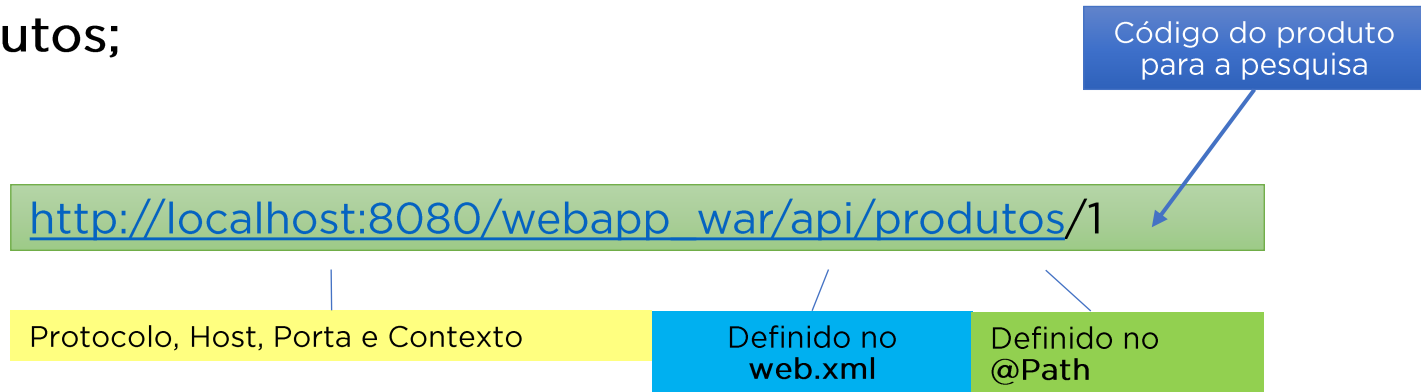 utos;
Código do produto
para a pesquisa
http://localhost:8080/webapp_war/api/produtos/1
Protocolo, Host, Porta e Contexto
Definido no
web.xml
Definido no
@Path